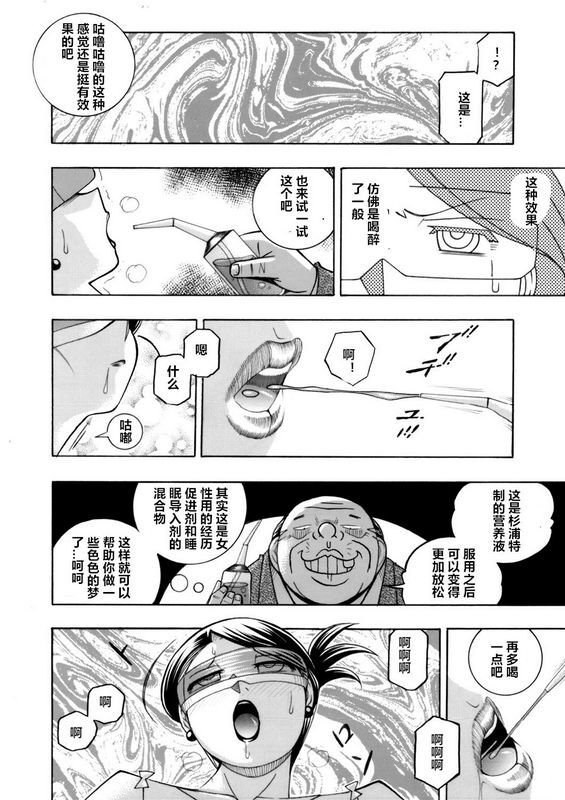 ！？
这是…
咕噜咕噜的这种
感觉还是挺有效
果的吧
这种效果
仿佛是喝醉
了一般
也来试一试
这个吧
啊！
嗯
什么
咕嘟
这是杉浦特
制的营养液
服用之后
可以变得
更加放松
其实这是女
性用的经历
促进剂和睡
眠导入剂的
混合物
这样就可以
帮助你做一
些色色的梦
了…呵呵
再多喝
一点吧
啊啊啊
啊啊啊
啊
啊啊